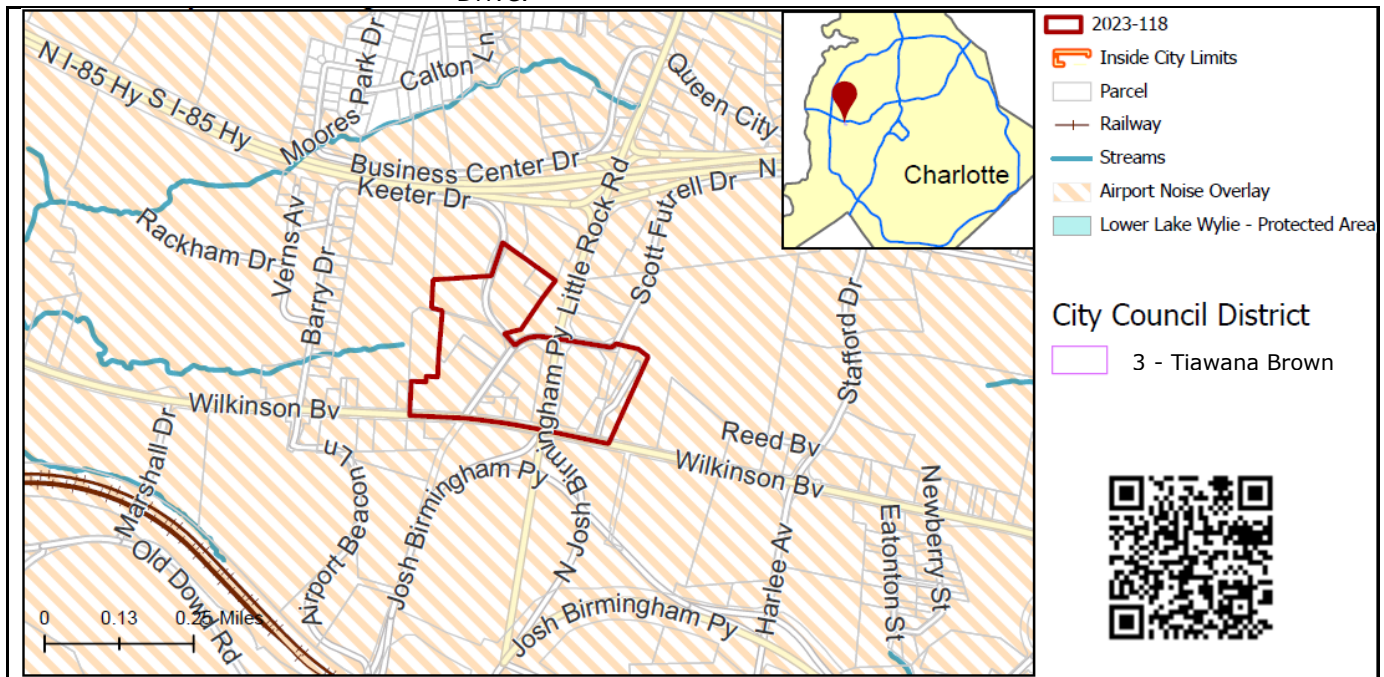 N I-85 Hy
S I-85 Hy
Moores Park Dr
Calton Ln
Queen City
Business Center Dr
Keeter Dr
N
Little Rock Rd
Scott Futrell Dr
Rackham Dr
Verns Av
Barry Dr
Birmingham Py
Stafford Dr
Wilkinson Bv
Marshall Dr
Airport Beacon Ln
Josh Birmingham Py
N Josh Birmingham
Reed Bv
Wilkinson Bv
Newberry St
Eatonton St
Harlee Av
Old Dowd Rd
Josh Birmingham Py
0 0.13 0.25 Miles
Charlotte
2023-118
Inside City Limits
Parcel
Railway
Streams
Airport Noise Overlay
Lower Lake Wylie - Protected Area
City Council District
3 - Tiawana Brown